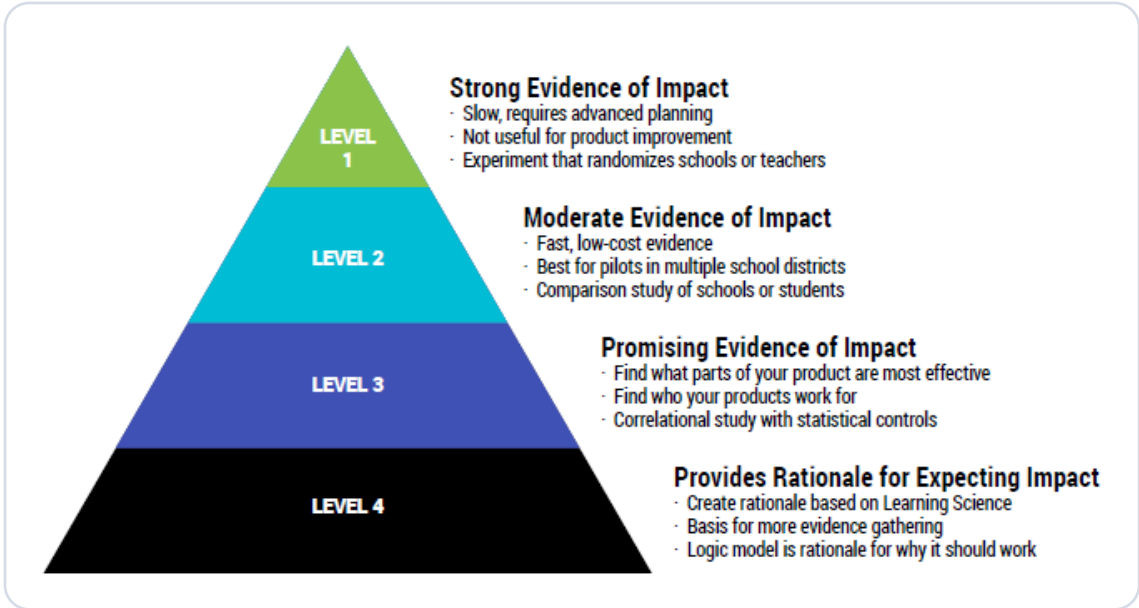 LEVEL
1
Strong Evidence of Impact
· Slow, requires advanced planning
· Not useful for product improvement
· Experiment that randomizes schools or teachers
LEVEL 2
Moderate Evidence of Impact
· Fast, low-cost evidence
· Best for pilots in multiple school districts
· Comparison study of schools or students
LEVEL 3
Promising Evidence of Impact
· Find what parts of your product are most effective
· Find who your products work for
· Correlational study with statistical controls
LEVEL 4
Provides Rationale for Expecting Impact
· Create rationale based on Learning Science
· Basis for more evidence gathering
· Logic model is rationale for why it should work